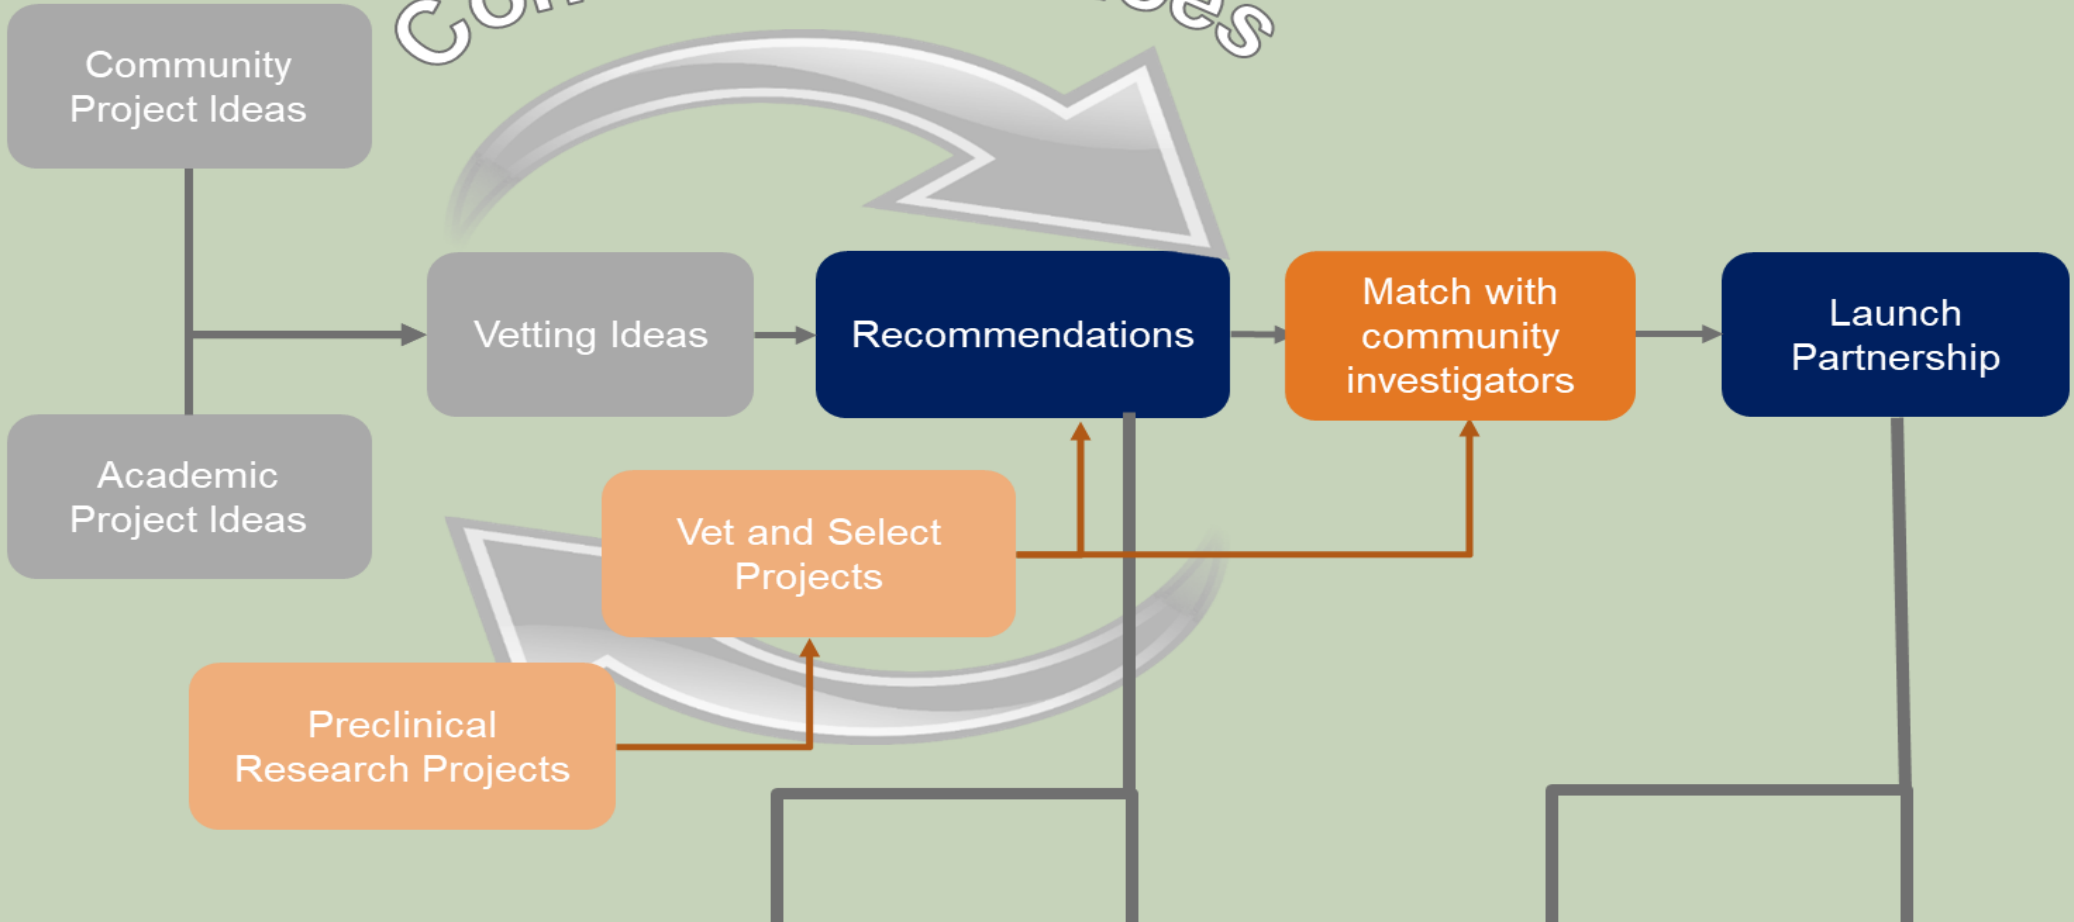 Community
Project Ideas
Vetting Ideas
Recommendations
Match with
community
investigators
Launch
Partnership
Academic
Project Ideas
Vet and Select
Projects
Preclinical
Research Projects